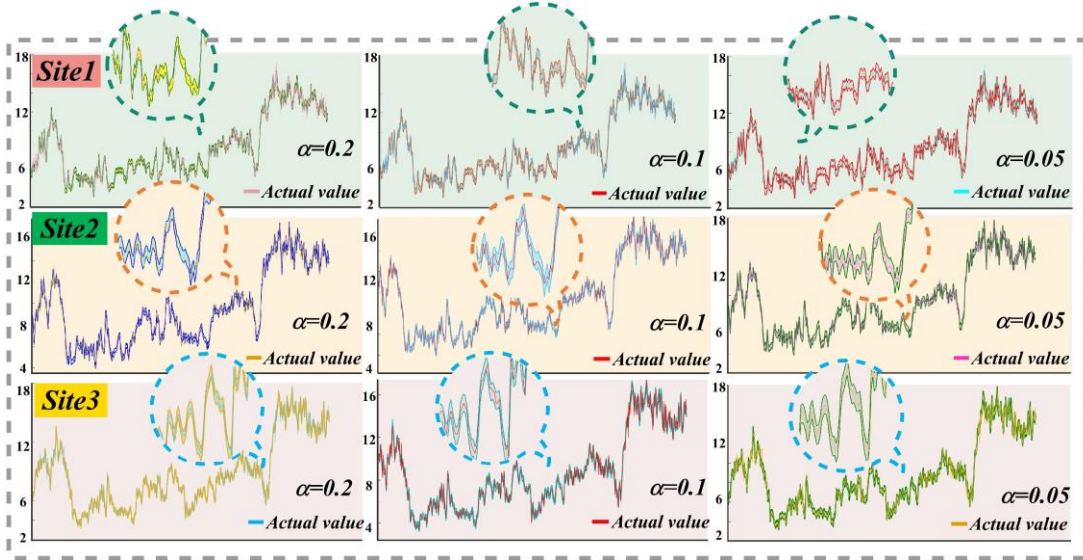 Site1
18
12
6
2
α=0.2
Actual value
18
12
6
2
α=0.1
Actual value
18
12
6
2
α=0.05
Actual value
Site2
16
12
8
4
α=0.2
Actual value
16
12
8
4
α=0.1
Actual value
18
12
6
2
α=0.05
Actual value
Site3
18
12
6
2
α=0.2
Actual value
16
12
8
4
α=0.1
Actual value
18
12
6
2
α=0.05
Actual value